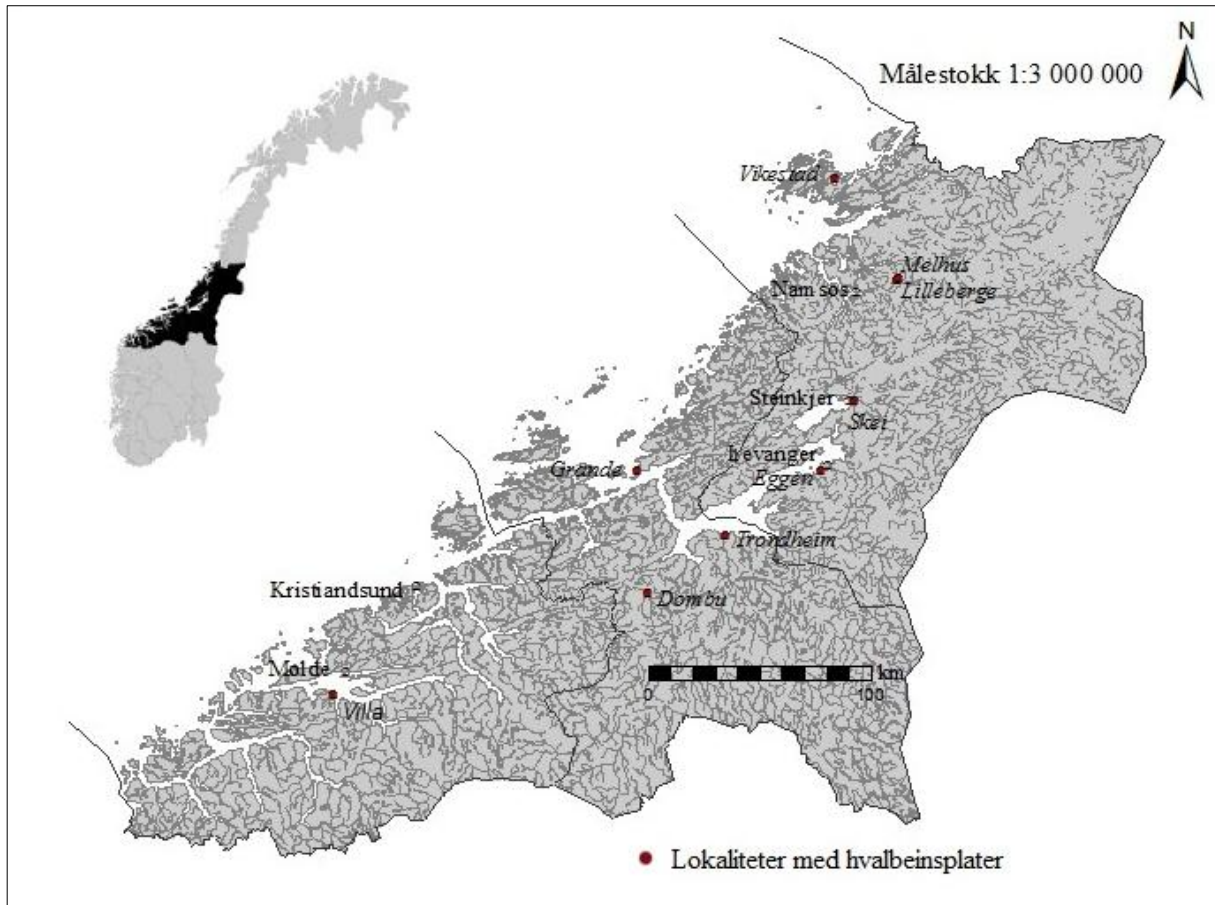 N
Målestokk 1:3 000 000
Vikestad
Melhus
Namsos
Lilleberge
Steinkjer
Skei
Grande
Eggen
Trondheim
Kristiandsund
Dombu
Molde
km
0
100
Villa
Lokaliteter med hvalbeinsplater